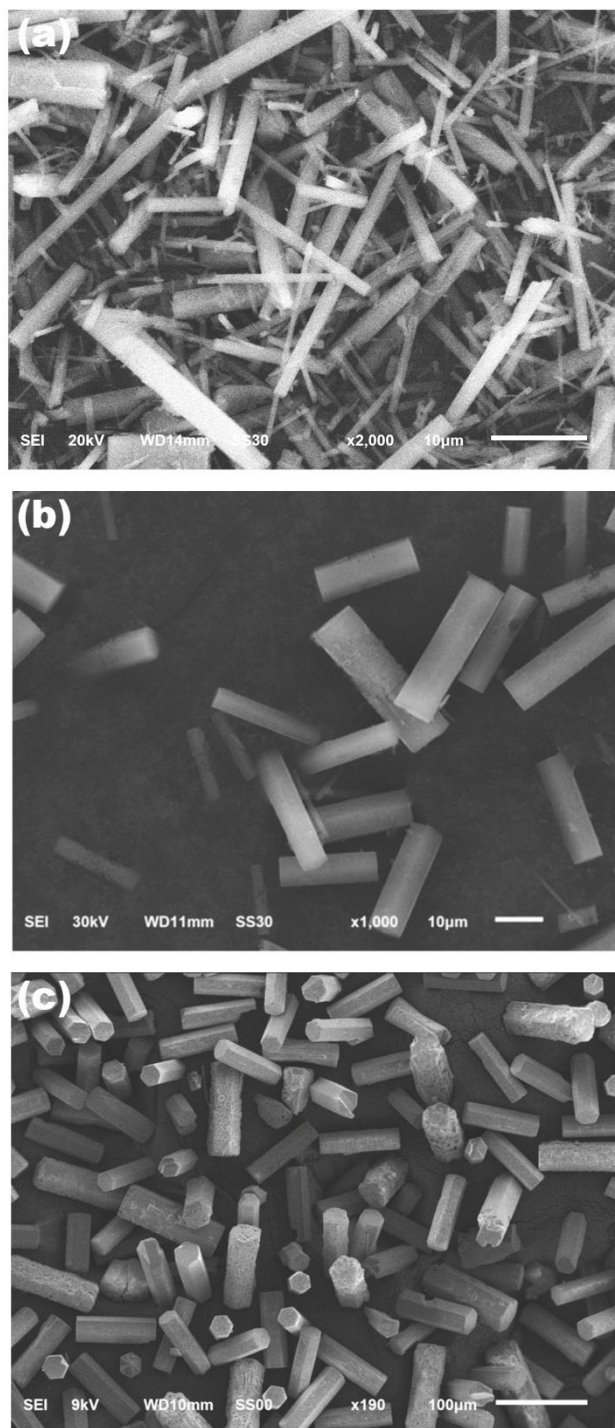 (a)
SEI 20kV WD14mm SS30 x2,000 10μm
(b)
SEI 30kV WD11mm SS30 x1,000 10μm
(c)
SEI 9kV WD10mm SS00 x190 100μm